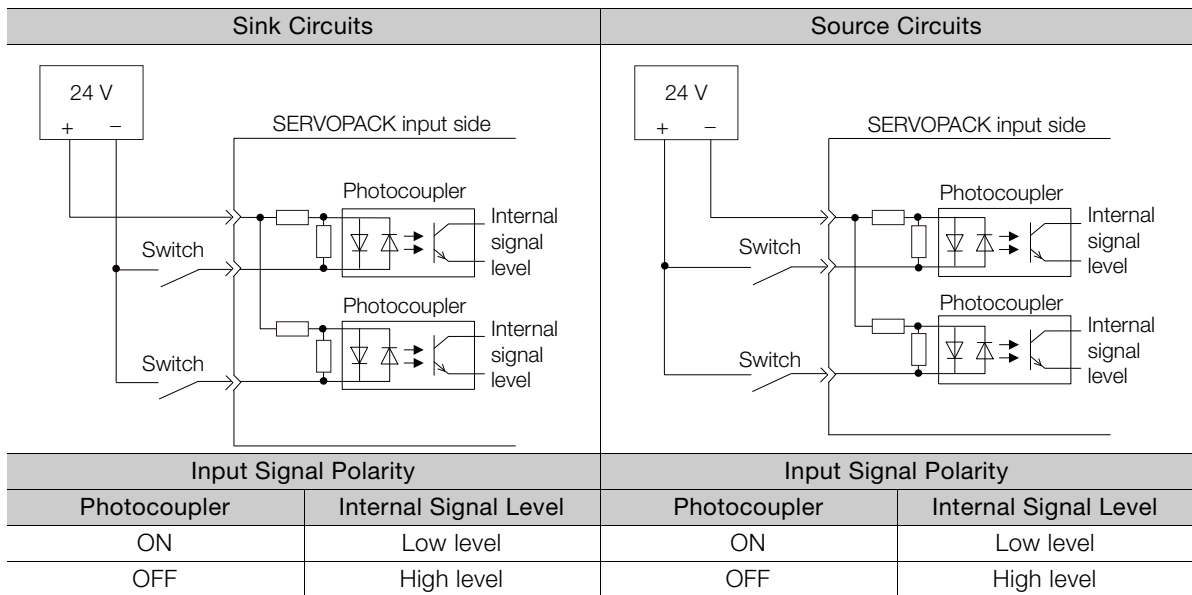 Sink Circuits
Source Circuits
24 V
+ −
SERVOPACK input side
Photocoupler
Switch
Internal
signal
level
Photocoupler
Switch
Internal
signal
level
24 V
+ −
SERVOPACK input side
Photocoupler
Switch
Internal
signal
level
Photocoupler
Switch
Internal
signal
level
Input Signal Polarity
Input Signal Polarity
Photocoupler
Internal Signal Level
Photocoupler
Internal Signal Level
ON
Low level
ON
Low level
OFF
High level
OFF
High level